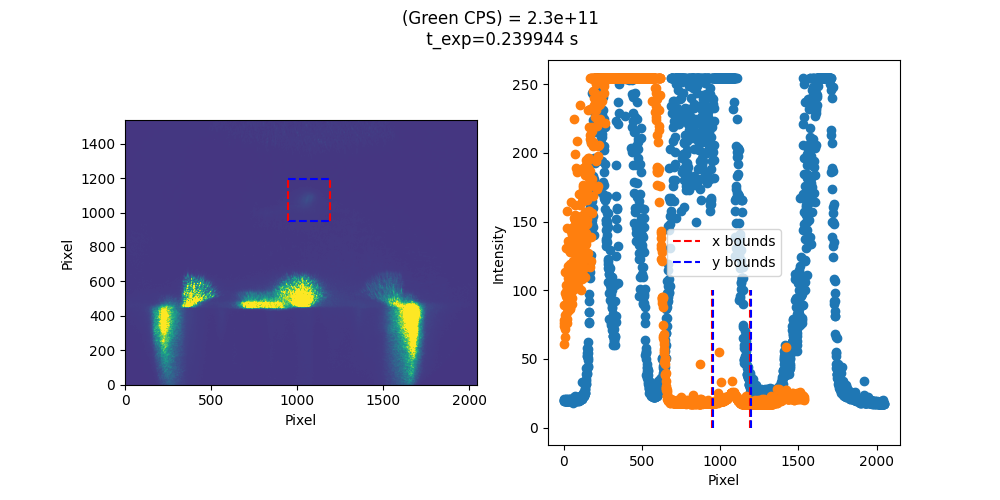 (Green CPS) = 2.3e+11
t_exp=0.239944 s
1400
1200
1000
800
600
400
200
0
Pixel
0 500 1000 1500 2000
Pixel
250
200
150
100
50
0
Intensity
x bounds
y bounds
0 500 1000 1500 2000
Pixel